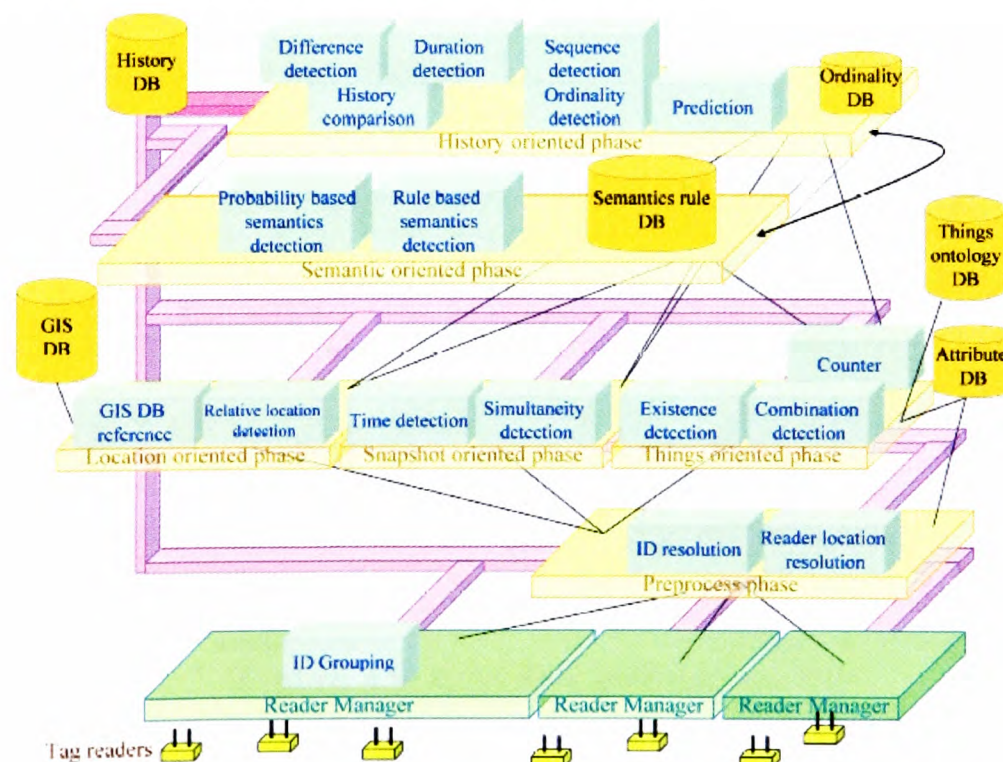 History
DB
Difference
detection
Duration
detection
Sequence
detection
Ordinality
DB
History
comparison
Ordinality
detection
Prediction
History oriented phase
Probability based
semantics
detection
Rule based
semantics
detection
Semantics rule
DB
Semantic oriented phase
Things
ontology
DB
GIS
DB
Counter
Attribute
DB
GIS DB
reference
Relative location
detection
Time detection
Simultaneity
detection
Existence
detection
Combination
detection
Location oriented phase
Snapshot oriented phase
Things oriented phase
ID resolution
Reader location
resolution
Preprocess phase
ID Grouping
Reader Manager
Reader Manager
Reader Manager
Tag readers